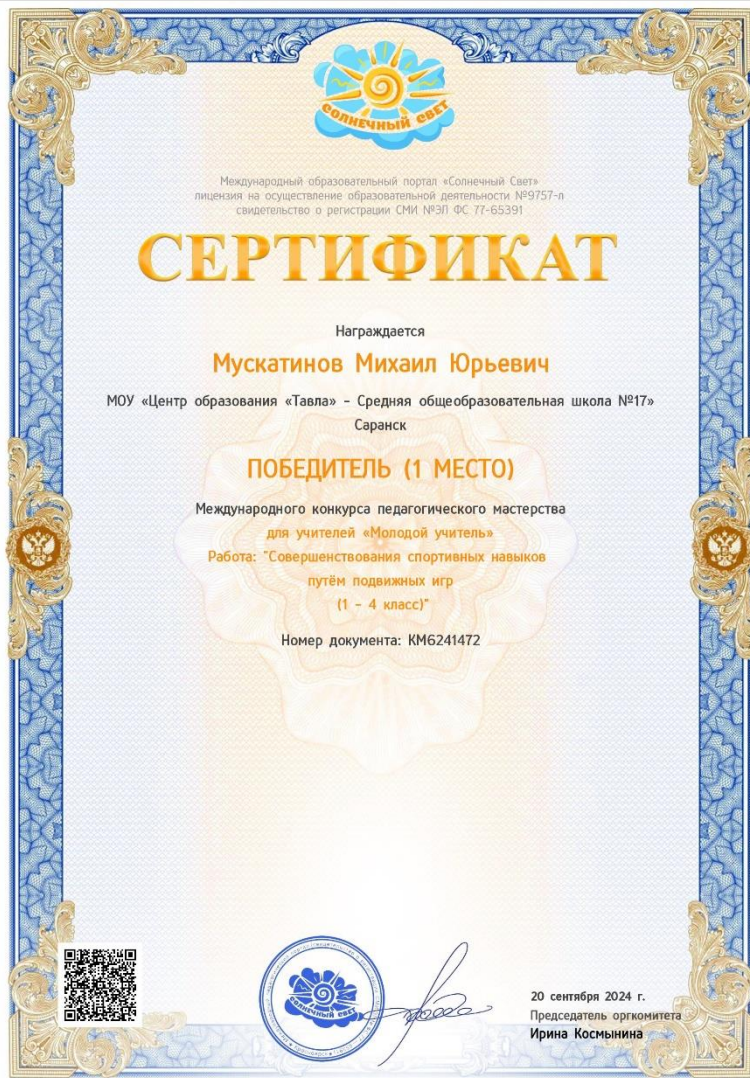 СОЛНЕЧНЫЙ СВЕТ
Международный образовательный портал «Солнечный Свет»
лицензия на осуществление образовательной деятельности №9757-л
свидетельство о регистрации СМИ №ЭЛ ФС 77-65391
СЕРТИФИКАТ
Награждается
Мускатинов Михаил Юрьевич
МОУ «Центр образования «Тавла» - Средняя общеобразовательная школа №17»
Саранск
ПОБЕДИТЕЛЬ (1 МЕСТО)
Международного конкурса педагогического мастерства
для учителей «Молодой учитель»
Работа: "Совершенствования спортивных навыков
путём подвижных игр
(1 - 4 класс)"
Номер документа: КМ6241472
СОЛНЕЧНЫЙ СВЕТ
20 сентября 2024 г.
Председатель оргкомитета
Ирина Космынина